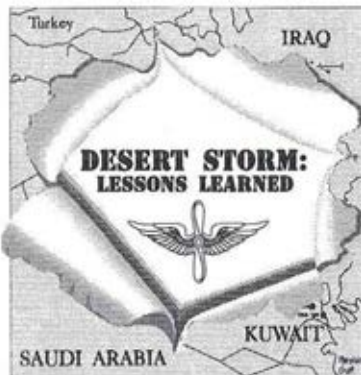 Turkey
IRAQ
DESERT STORM:
LESSONS LEARNED
KUWAIT
SAUDI ARABIA